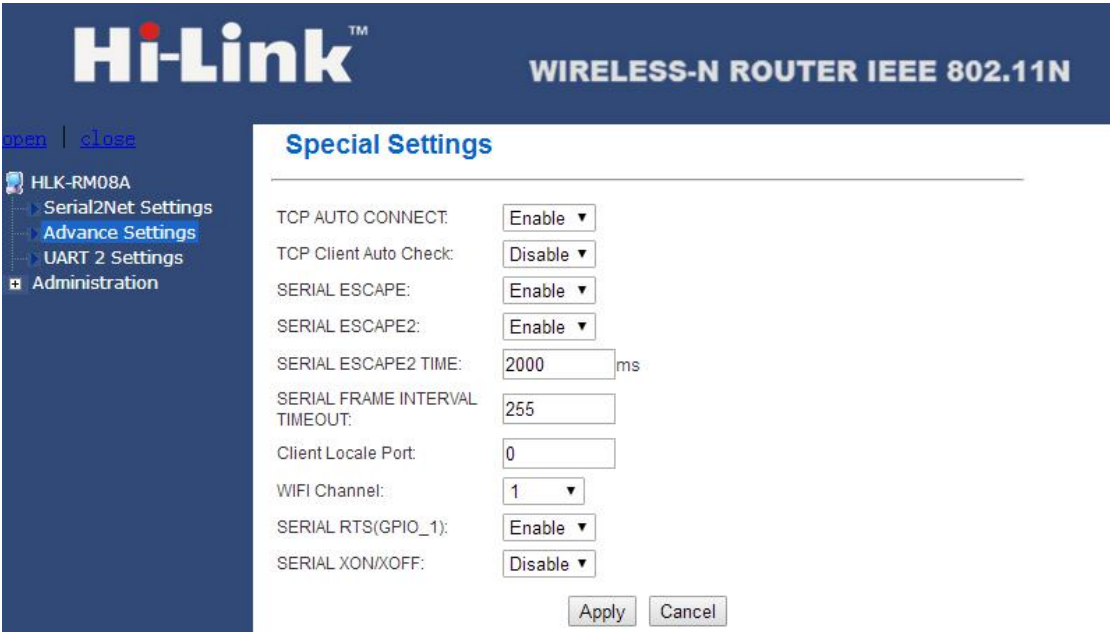 Hi-Link™
WIRELESS-N ROUTER IEEE 802.11N
open | close
HLK-RM08A
Serial2Net Settings
Advance Settings
UART 2 Settings
Administration
Special Settings
TCP AUTO CONNECT: Enable
TCP Client Auto Check: Disable
SERIAL ESCAPE: Enable
SERIAL ESCAPE2: Enable
SERIAL ESCAPE2 TIME: 2000 ms
SERIAL FRAME INTERVAL
TIMEOUT: 255
Client Locale Port: 0
WIFI Channel: 1
SERIAL RTS(GPIO_1): Enable
SERIAL XON/XOFF: Disable
Apply Cancel